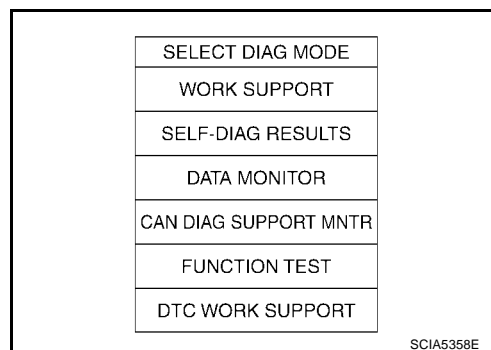 SELECT DIAG MODE
WORK SUPPORT
SELF-DIAG RESULTS
DATA MONITOR
CAN DIAG SUPPORT MNTR
FUNCTION TEST
DTC WORK SUPPORT
SCIA5358E